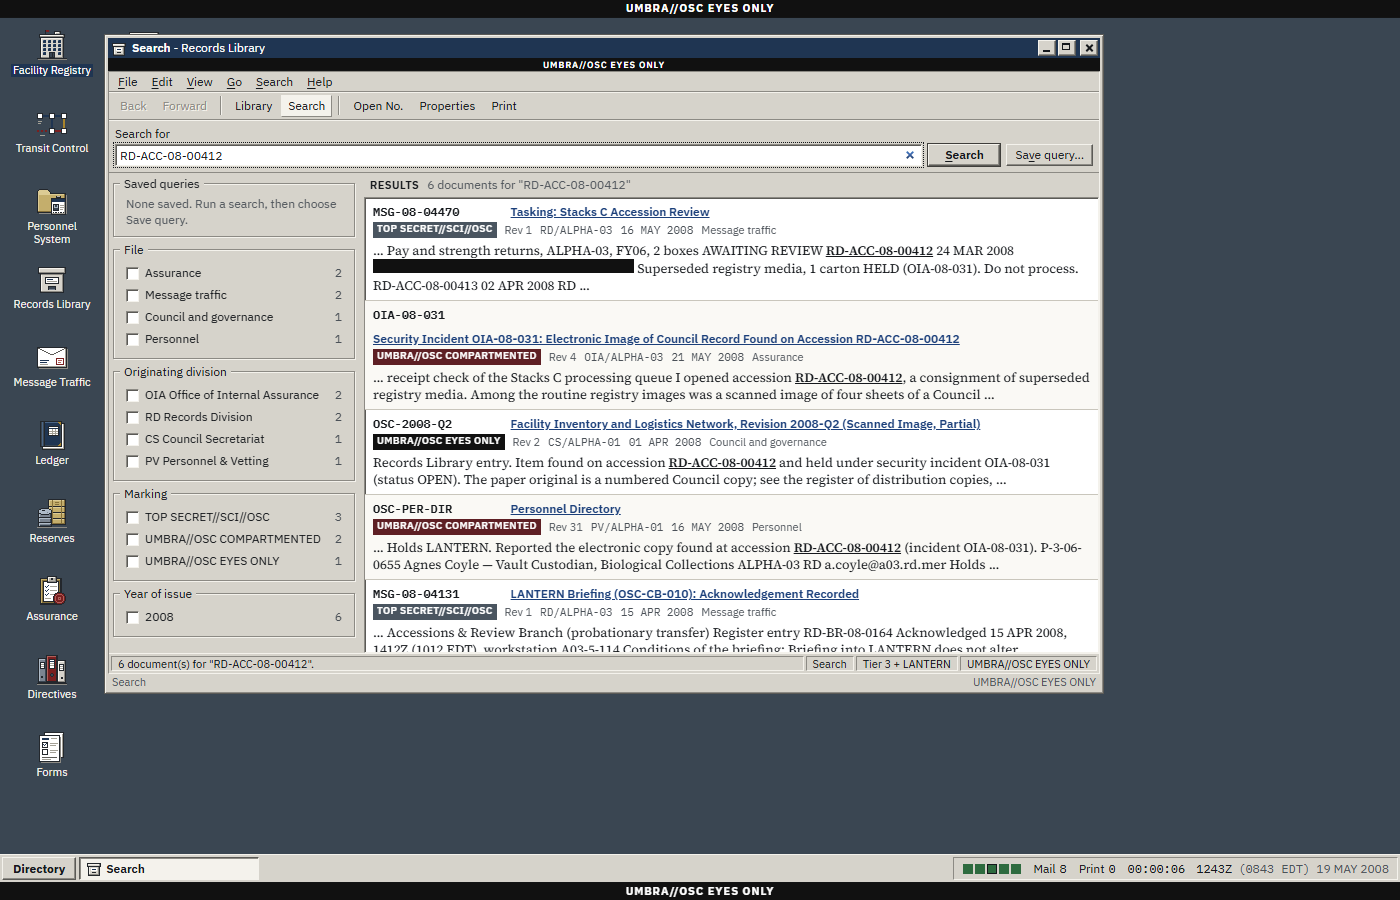 UMBRA//OSC EYES ONLY
Facility Registry
Transit Control
Personnel
System
Records Library
Message Traffic
Ledger
Reserves
Assurance
Directives
Forms
Search - Records Library
UMBRA//OSC EYES ONLY
File Edit View Go Search Help
Back Forward Library Search Open No. Properties Print
Search for
RD-ACC-08-00412 × Search Save query...
Saved queries
None saved. Run a search, then choose
Save query.
File
Assurance 2
Message traffic 2
Council and governance 1
Personnel 1
Originating division
OIA Office of Internal Assurance 2
RD Records Division 2
CS Council Secretariat 1
PV Personnel & Vetting 1
Marking
TOP SECRET//SCI//OSC 3
UMBRA//OSC COMPARTMENTED 2
UMBRA//OSC EYES ONLY 1
Year of issue
2008 6
RESULTS 6 documents for "RD-ACC-08-00412"
MSG-08-04470 Tasking: Stacks C Accession Review
TOP SECRET//SCI//OSC Rev 1 RD/ALPHA-03 16 MAY 2008 Message traffic
... Pay and strength returns, ALPHA-03, FY06, 2 boxes AWAITING REVIEW RD-ACC-08-00412 24 MAR 2008
Superseded registry media, 1 carton HELD (OIA-08-031). Do not process.
RD-ACC-08-00413 02 APR 2008 RD ...
OIA-08-031
Security Incident OIA-08-031: Electronic Image of Council Record Found on Accession RD-ACC-08-00412
UMBRA//OSC COMPARTMENTED Rev 4 OIA/ALPHA-03 21 MAY 2008 Assurance
... receipt check of the Stacks C processing queue I opened accession RD-ACC-08-00412, a consignment of superseded
registry media. Among the routine registry images was a scanned image of four sheets of a Council ...
OSC-2008-Q2 Facility Inventory and Logistics Network, Revision 2008-Q2 (Scanned Image, Partial)
UMBRA//OSC EYES ONLY Rev 2 CS/ALPHA-01 01 APR 2008 Council and governance
Records Library entry. Item found on accession RD-ACC-08-00412 and held under security incident OIA-08-031
(status OPEN). The paper original is a numbered Council copy; see the register of distribution copies, ...
OSC-PER-DIR Personnel Directory
UMBRA//OSC COMPARTMENTED Rev 31 PV/ALPHA-01 16 MAY 2008 Personnel
... Holds LANTERN. Reported the electronic copy found at accession RD-ACC-08-00412 (incident OIA-08-031). P-3-06-
0655 Agnes Coyle — Vault Custodian, Biological Collections ALPHA-03 RD a.coyle@a03.rd.mer Holds ...
MSG-08-04131 LANTERN Briefing (OSC-CB-010): Acknowledgement Recorded
TOP SECRET//SCI//OSC Rev 1 RD/ALPHA-03 15 APR 2008 Message traffic
... Accessions & Review Branch (probationary transfer) Register entry RD-BR-08-0164 Acknowledged 15 APR 2008,
1412Z (1012 EDT), workstation A03-5-114 Conditions of the briefing: Briefing into LANTERN does not alter
6 document(s) for "RD-ACC-08-00412". Search Tier 3 + LANTERN UMBRA//OSC EYES ONLY
Search UMBRA//OSC EYES ONLY
Directory Search Mail 8 Print 0 00:00:06 1243Z (0843 EDT) 19 MAY 2008
UMBRA//OSC EYES ONLY